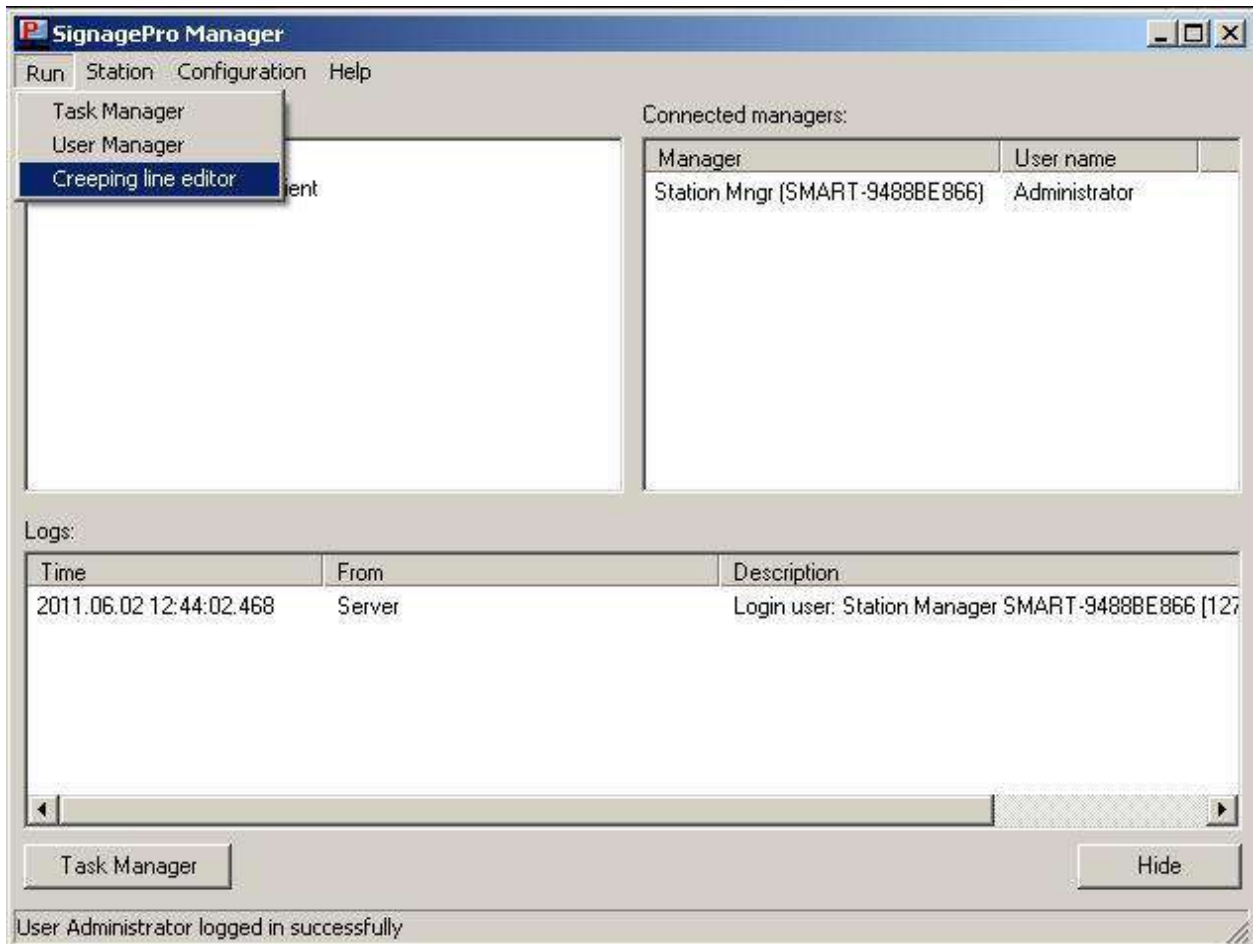 SignagePro Manager
Run Station Configuration Help
Task Manager
User Manager
Creeping line editor
ient
Connected managers:
Manager User name
Station Mngr (SMART-9488BE866) Administrator
Logs:
Time From Description
2011.06.02 12:44:02.468 Server Login user: Station Manager SMART-9488BE866 [127
Task Manager Hide
User Administrator logged in successfully